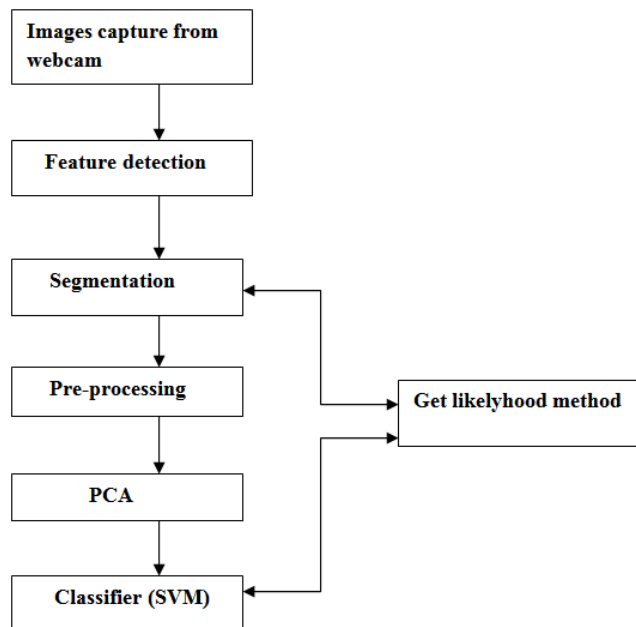 Images capture from
webcam
Feature detection
Segmentation
Pre-processing
Get likelyhood method
PCA
Classifier (SVM)